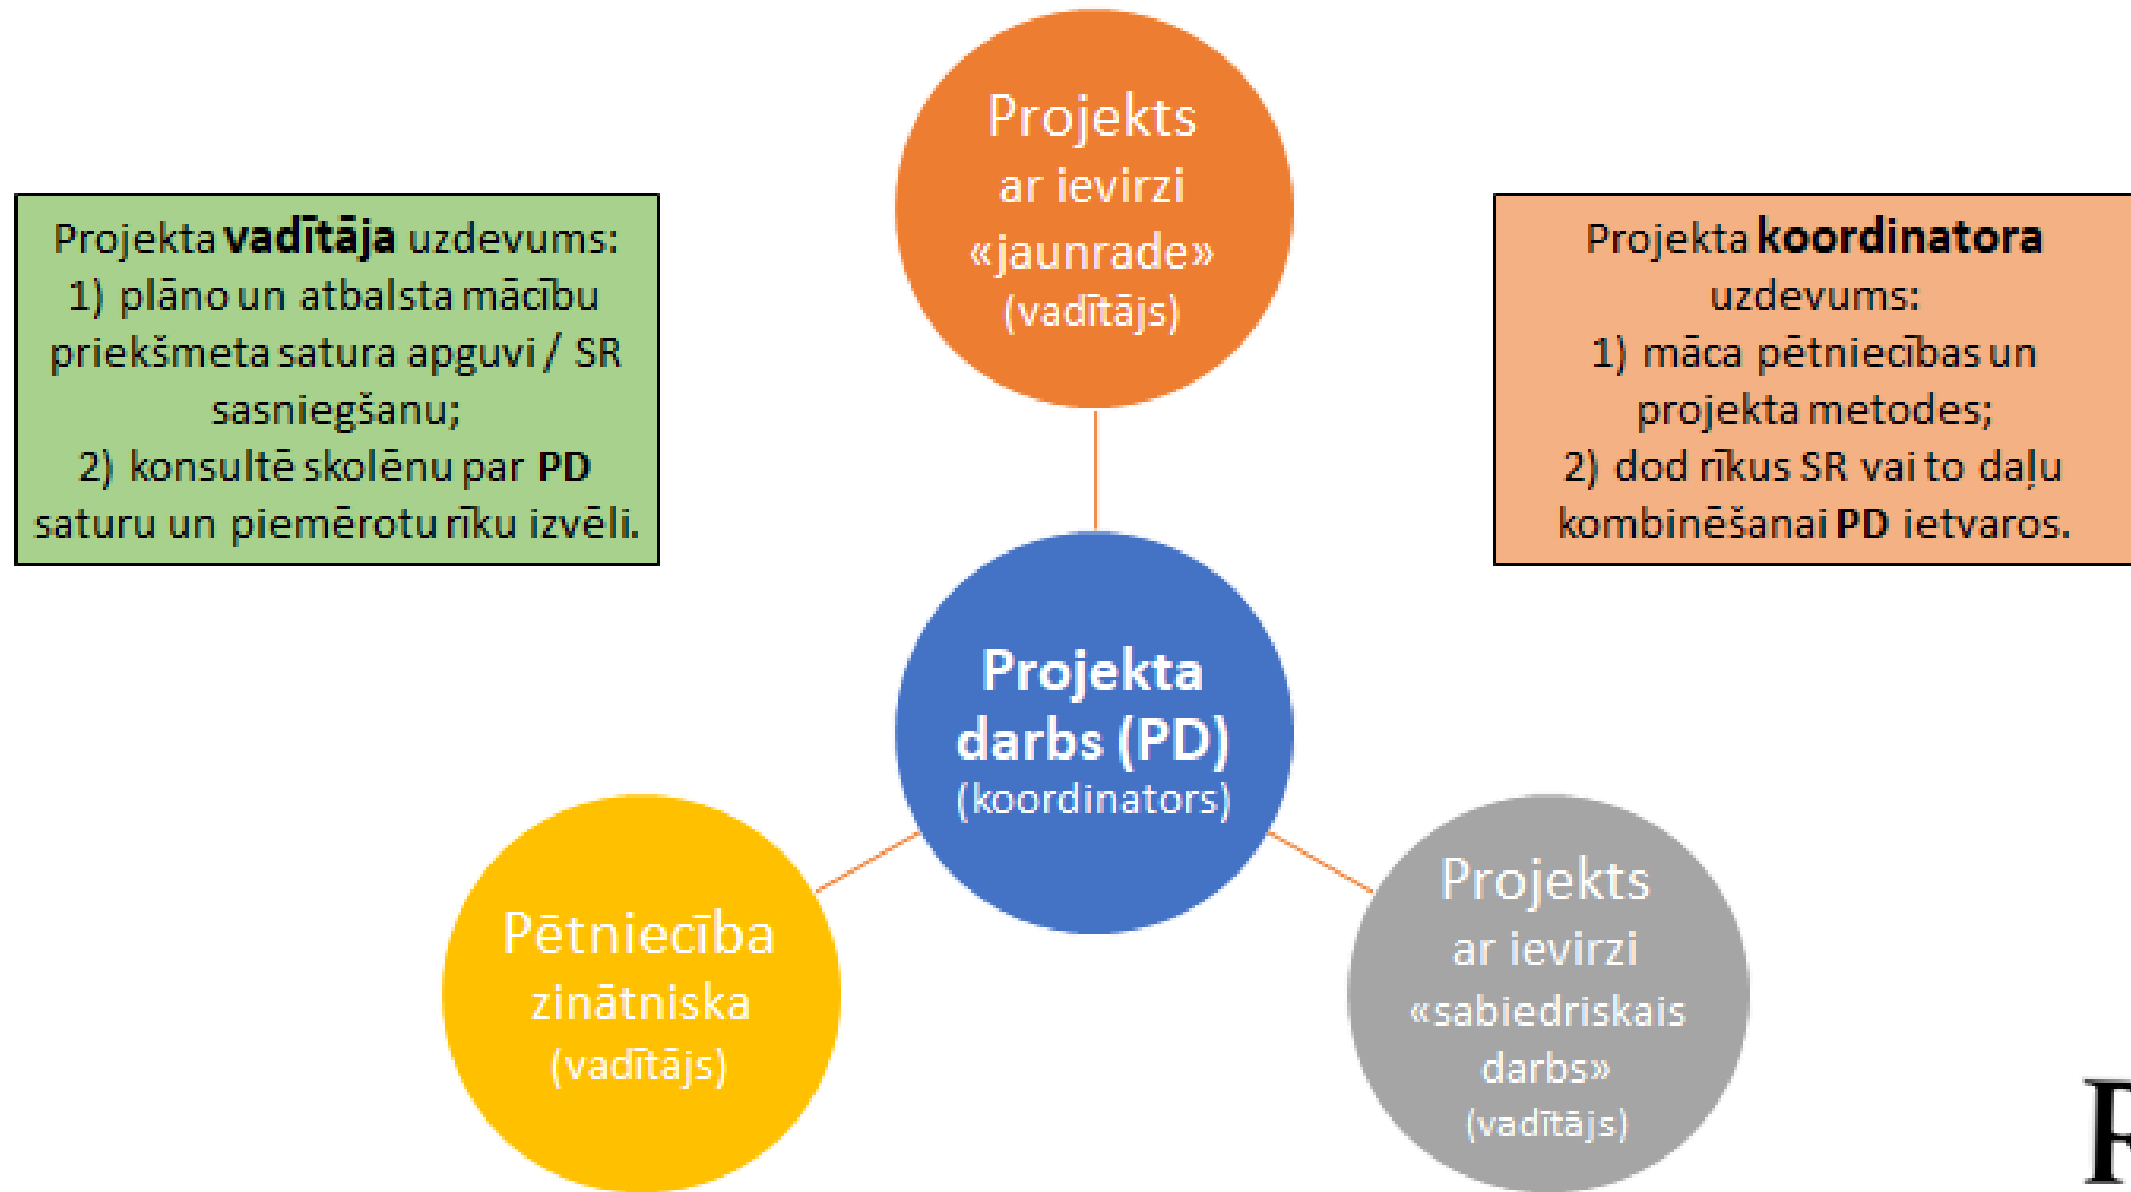 Projekts
ar ievirzi
«jaunrade»
(vadītājs)
Projekta vadītāja uzdevums:
1) plāno un atbalsta mācību
priekšmeta satura apguvi / SR
sasniegšanu;
2) konsultē skolēnu par PD
saturu un piemērotu rīku izvēli.
Projekta koordinatora
uzdevums:
1) māca pētniecības un
projekta metodes;
2) dod rīkus SR vai to daļu
kombinēšanai PD ietvaros.
Projekta
darbs (PD)
(koordinators)
Pētniecība
zinātniska
(vadītājs)
Projekts
ar ievirzi
«sabiedriskais
darbs»
(vadītājs)